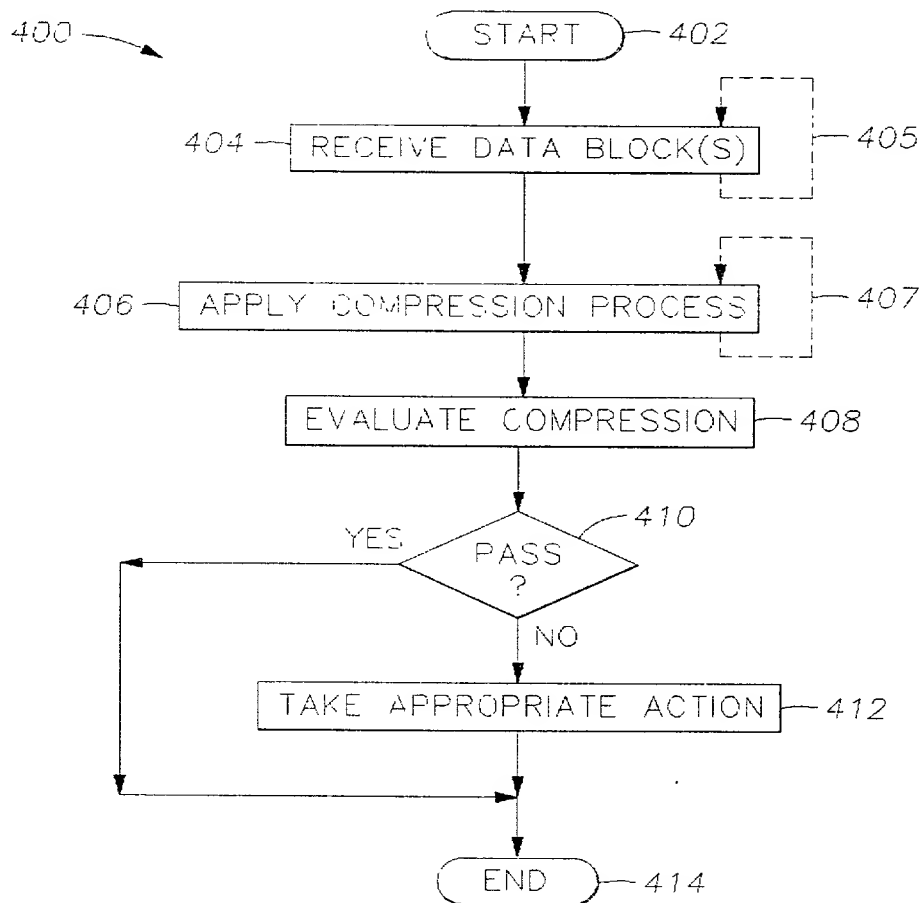 400
START
402
404
RECEIVE DATA BLOCK(S)
405
406
APPLY COMPRESSION PROCESS
407
EVALUATE COMPRESSION
408
410
YES
PASS
?
NO
TAKE APPROPRIATE ACTION
412
END
414